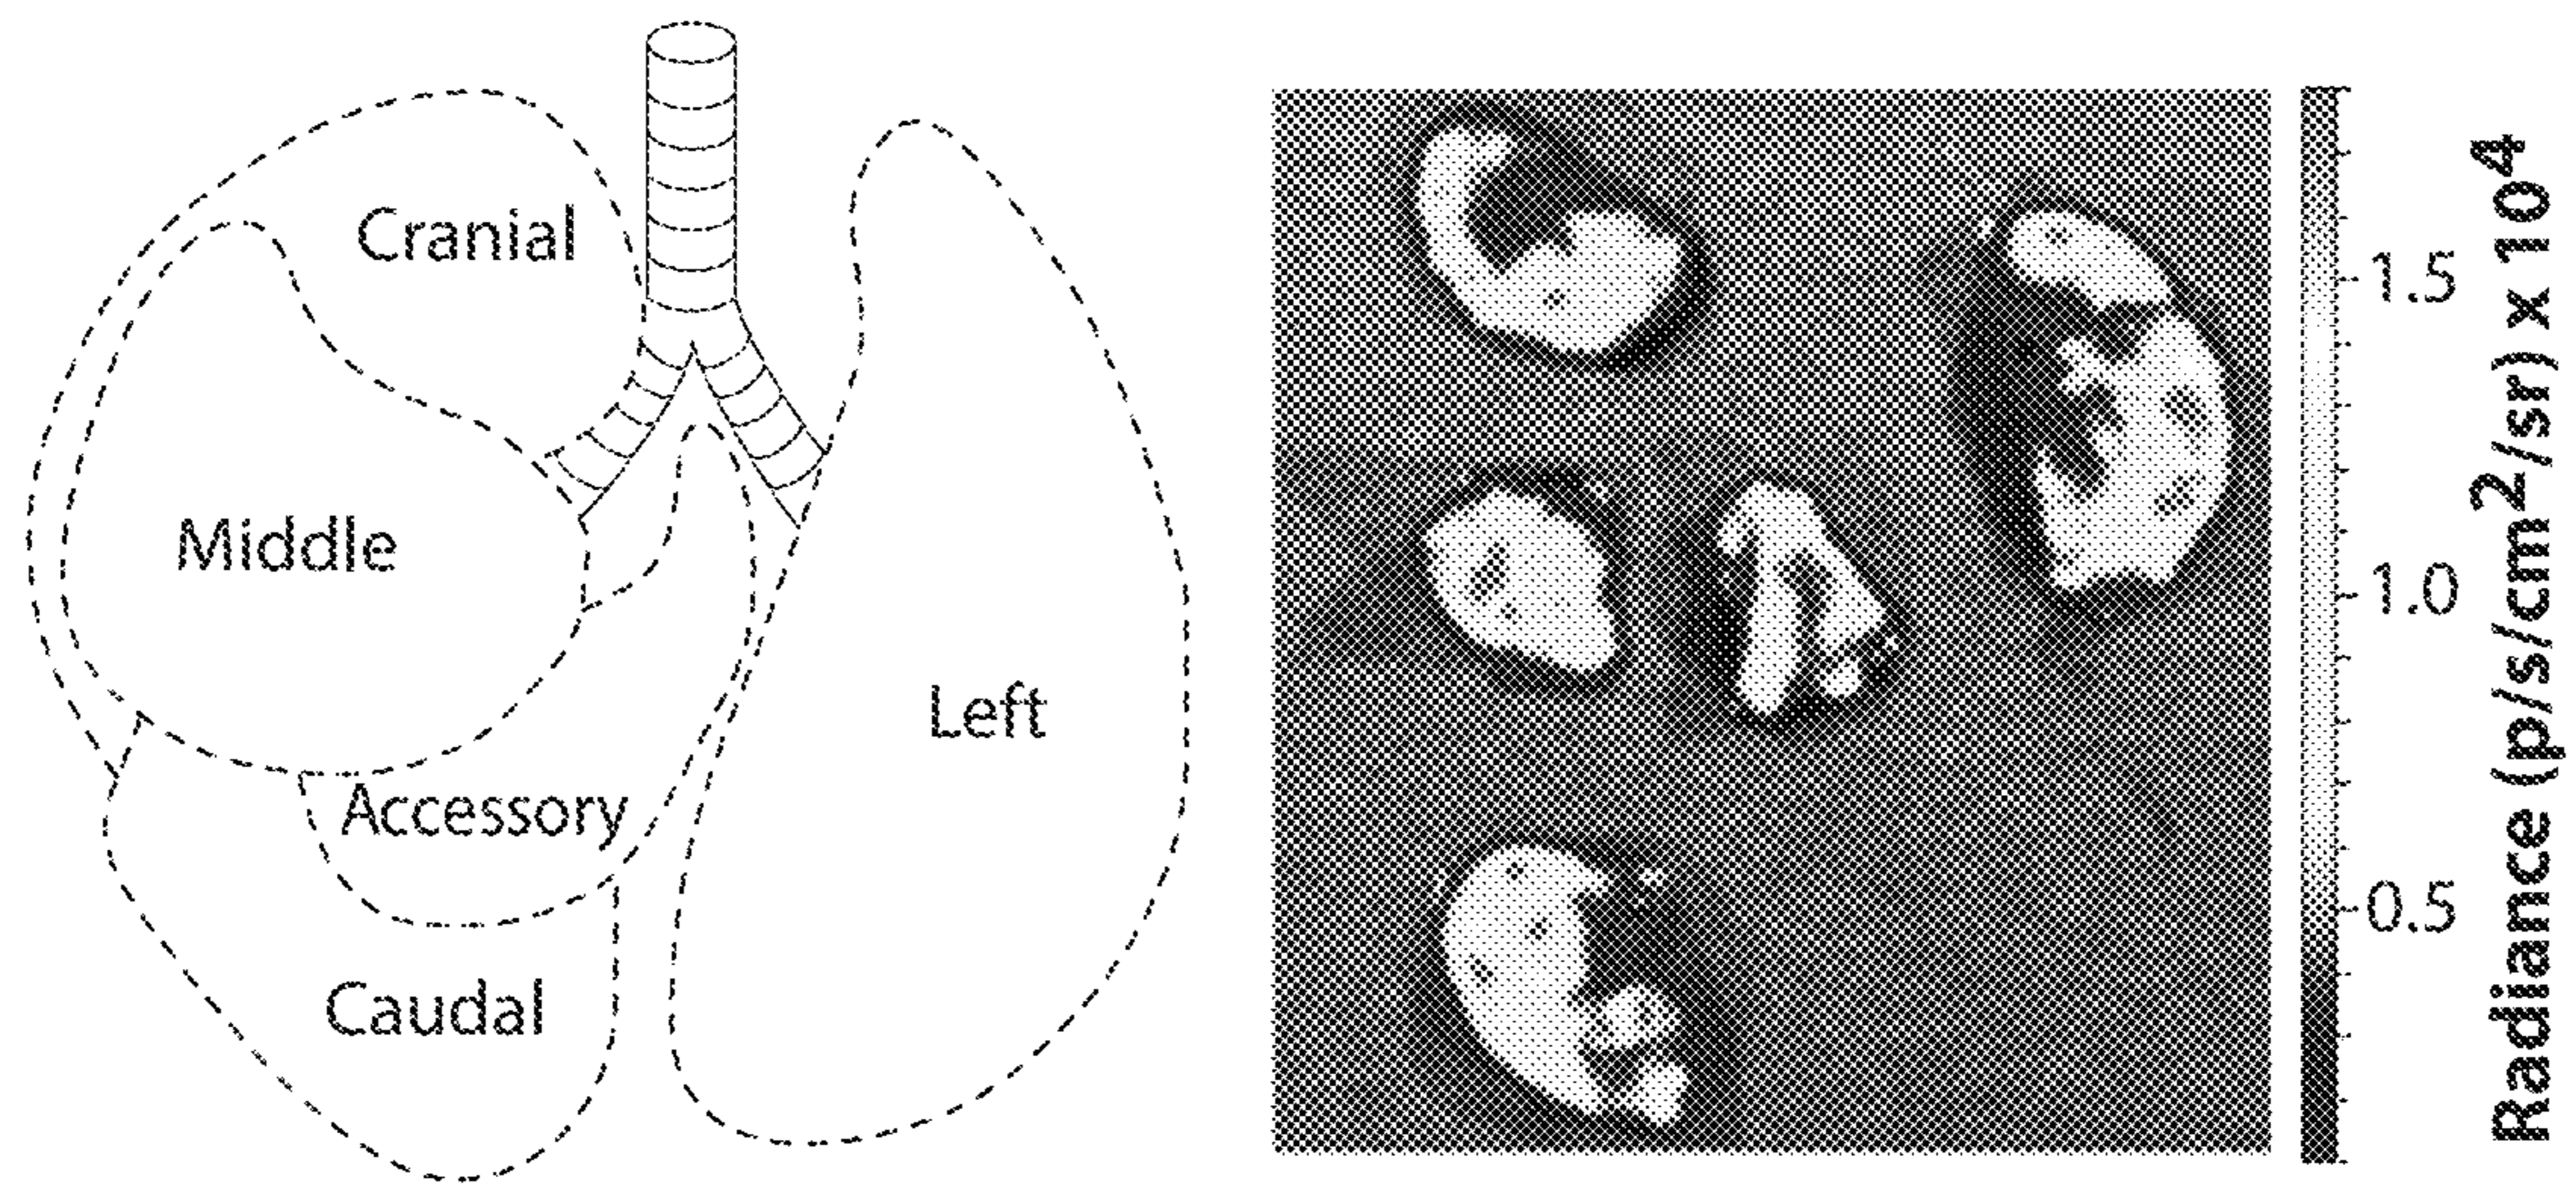 Cranial
Middle
Left
Accessory
Caudal
1.5
1.0
0.5
Radiance (p/s/cm²/sr) x 10⁴